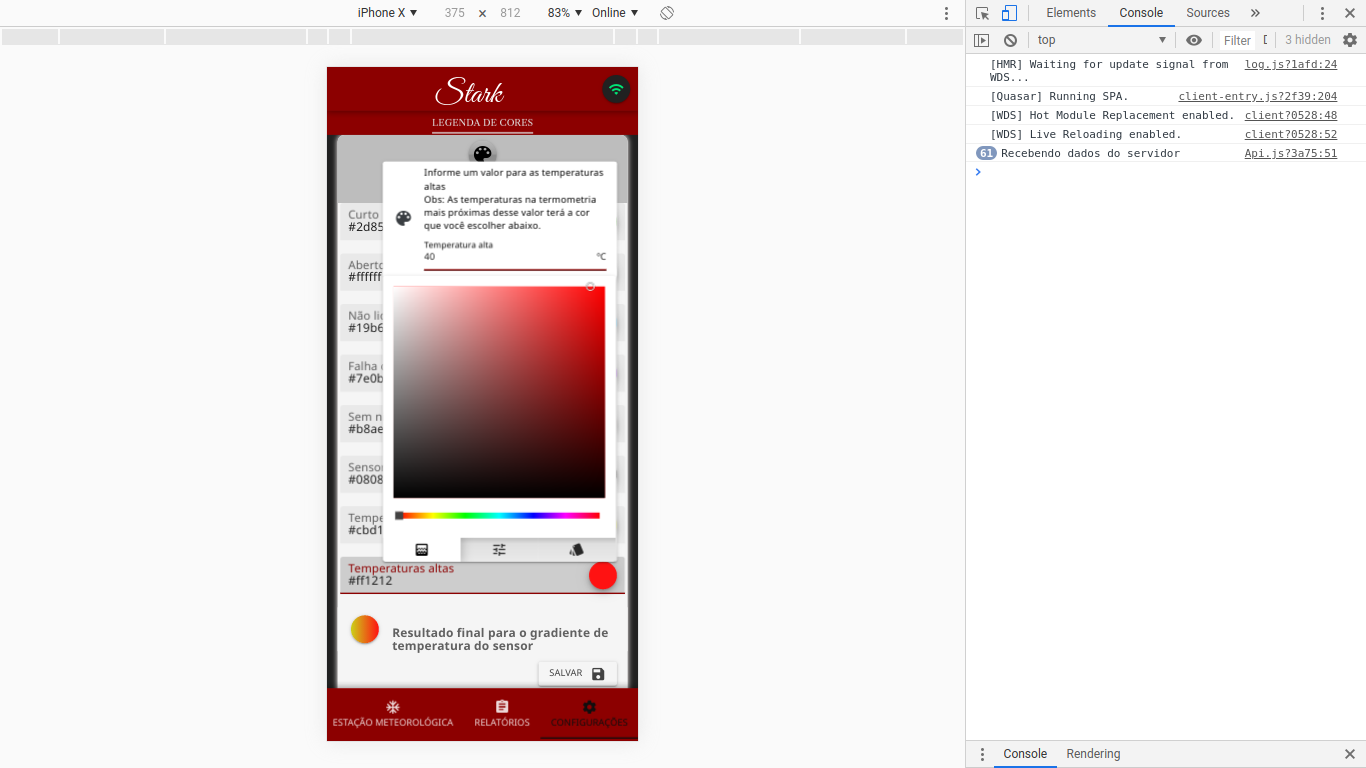 iPhone X ▼ 375 × 812 83% ▼ Online ▼
Elements Console Sources »
top ▼ Filter 3 hidden
[HMR] Waiting for update signal from log.js?1afd:24
WDS...
[Quasar] Running SPA. client-entry.js?2f39:204
[WDS] Hot Module Replacement enabled. client?0528:48
[WDS] Live Reloading enabled. client?0528:52
61 Recebendo dados do servidor Api.js?3a75:51
Stark
LEGENDA DE CORES
Informe um valor para as temperaturas
altas
Obs: As temperaturas na termometria
mais próximas desse valor terá a cor
que você escolher abaixo.
Temperatura alta
40 °C
Curto
#2d85
Aberto
#ffffff
Não lic
#19b6
Falha
#7e0b
Sem n
#b8ae
Sensor
#0808
Tempe
#cbd1
Temperaturas altas
#ff1212
Resultado final para o gradiente de
temperatura do sensor
SALVAR
ESTAÇÃO METEOROLÓGICA RELATÓRIOS CONFIGURAÇÕES
Console Rendering